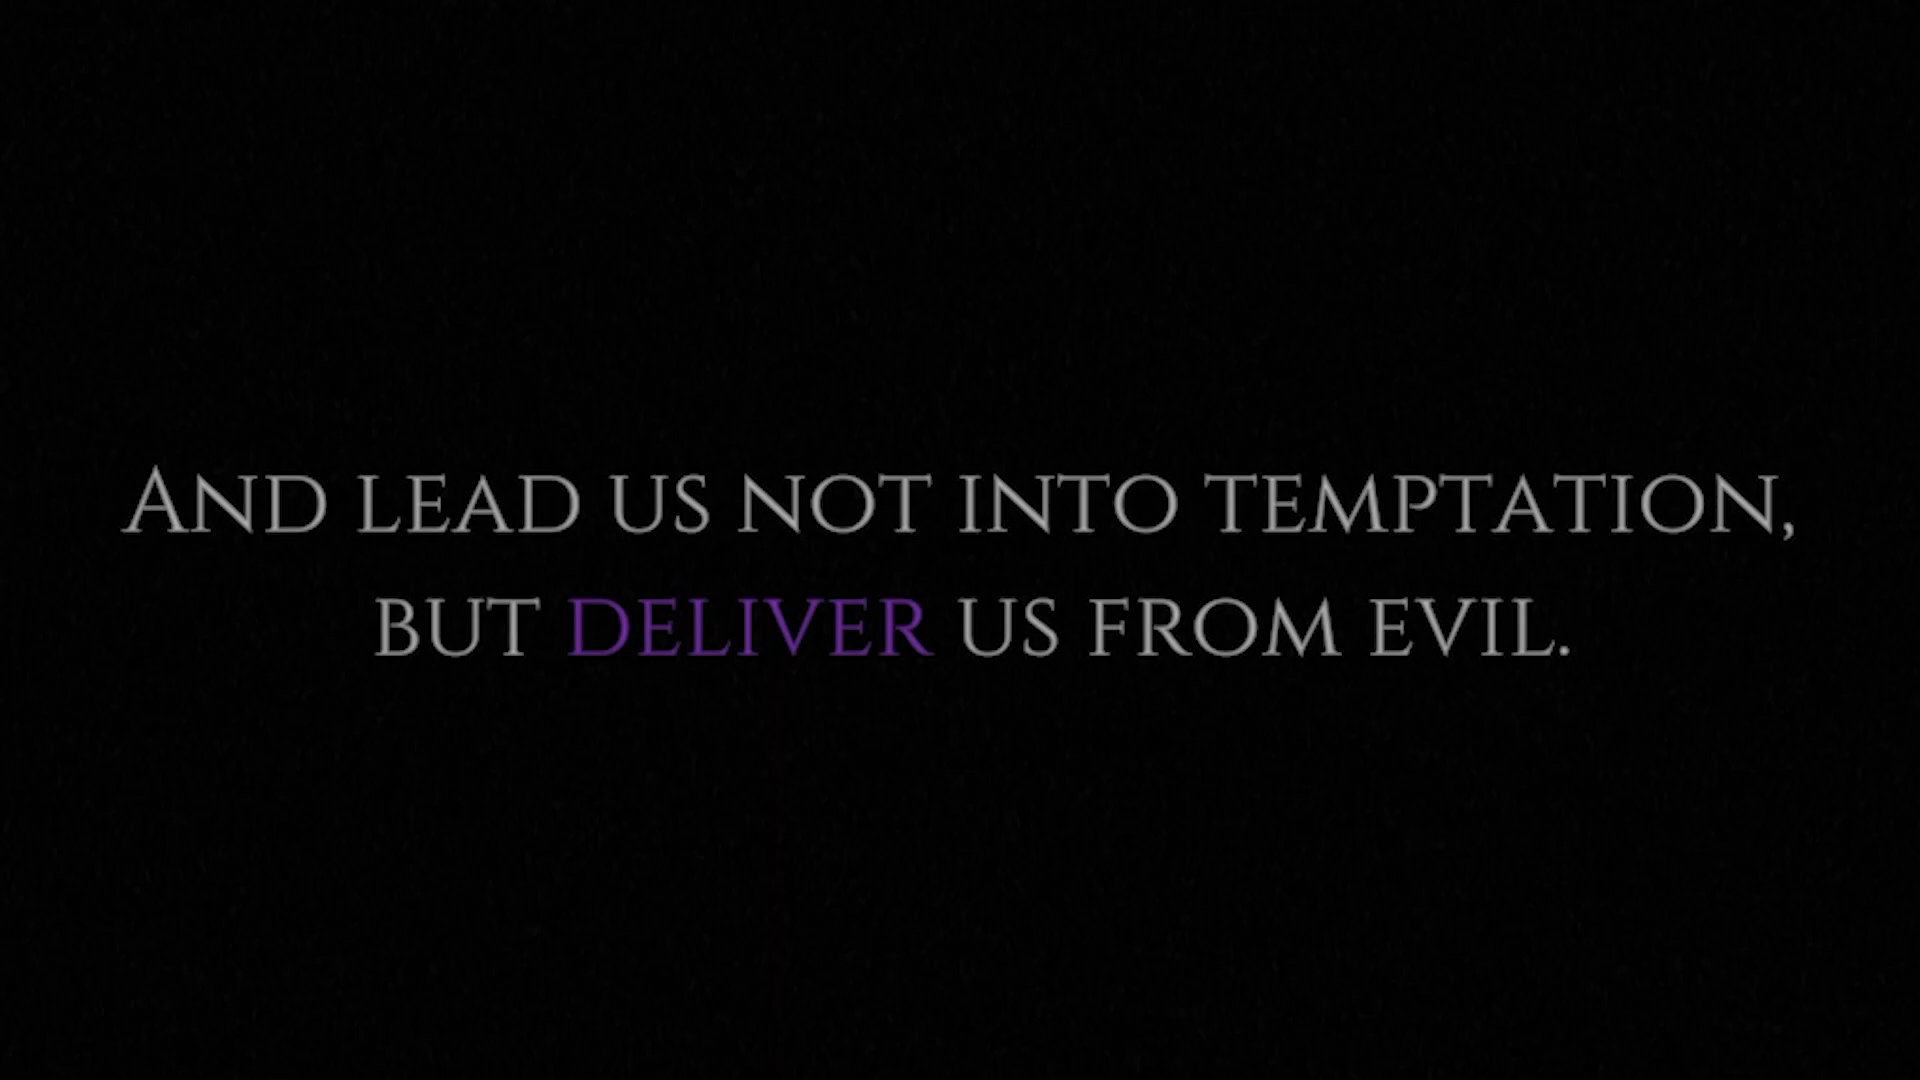 And lead us not into temptation,
but deliver us from evil.